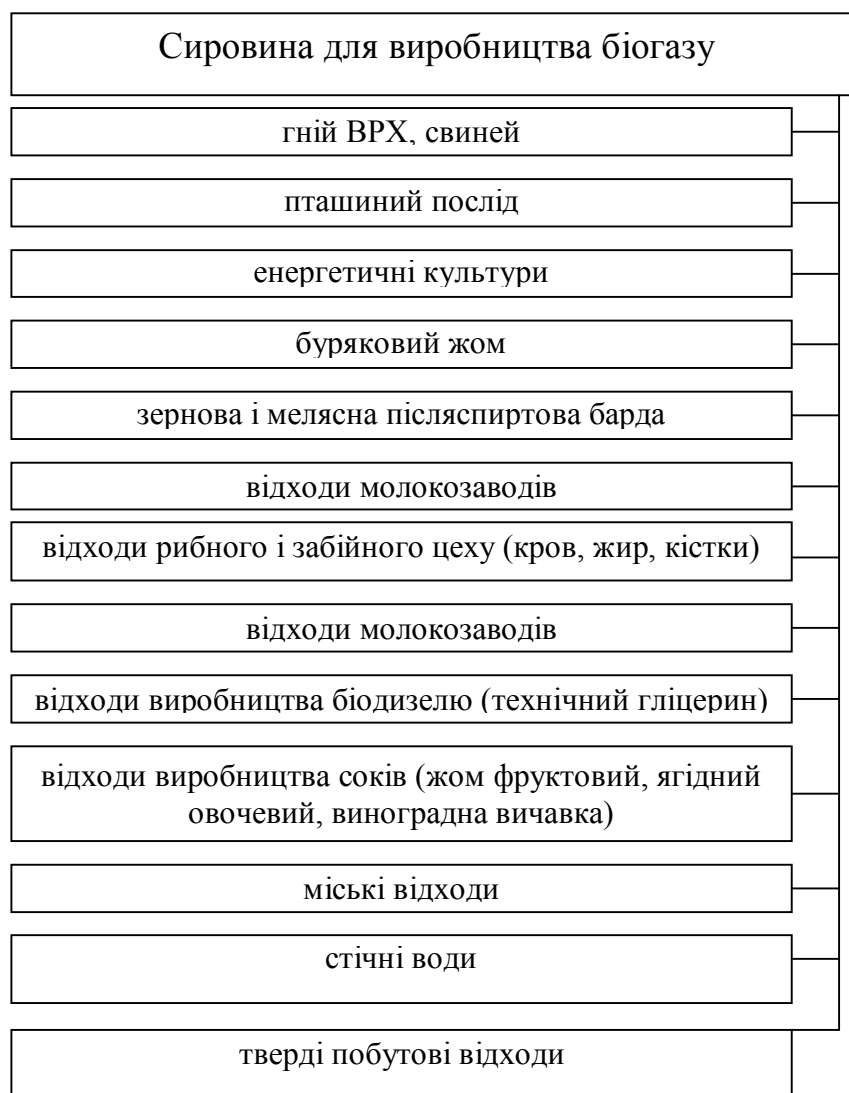 Сировина для виробництва біогазу
гній ВРХ, свиней
пташиний послід
енергетичні культури
буряковий жом
зернова і мелясна післяспиртова барда
відходи молокозаводів
відходи рибного і забійного цеху (кров, жир, кістки)
відходи молокозаводів
відходи виробництва біодизелю (технічний гліцерин)
відходи виробництва соків (жом фруктовий, ягідний
овочевий, виноградна вичавка)
міські відходи
стічні води
тверді побутові відходи